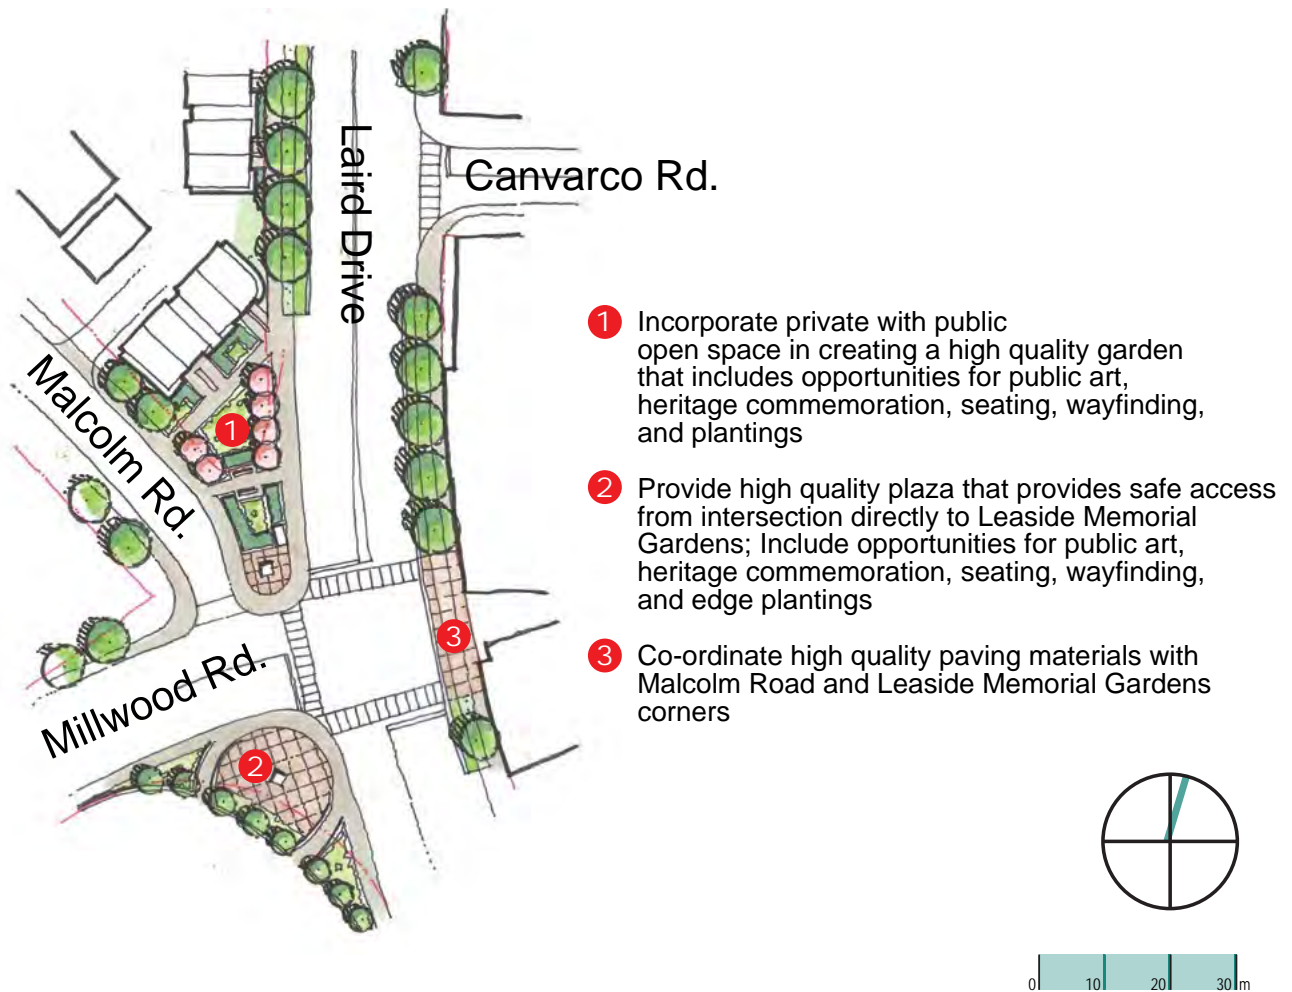 Laird Drive
Canvarco Rd.
Malcolm Rd.
Millwood Rd.
1
2
3
1 Incorporate private with public
open space in creating a high quality garden
that includes opportunities for public art,
heritage commemoration, seating, wayfinding,
and plantings
2 Provide high quality plaza that provides safe access
from intersection directly to Leaside Memorial
Gardens; Include opportunities for public art,
heritage commemoration, seating, wayfinding,
and edge plantings
3 Co-ordinate high quality paving materials with
Malcolm Road and Leaside Memorial Gardens
corners
0 10 20 30 m